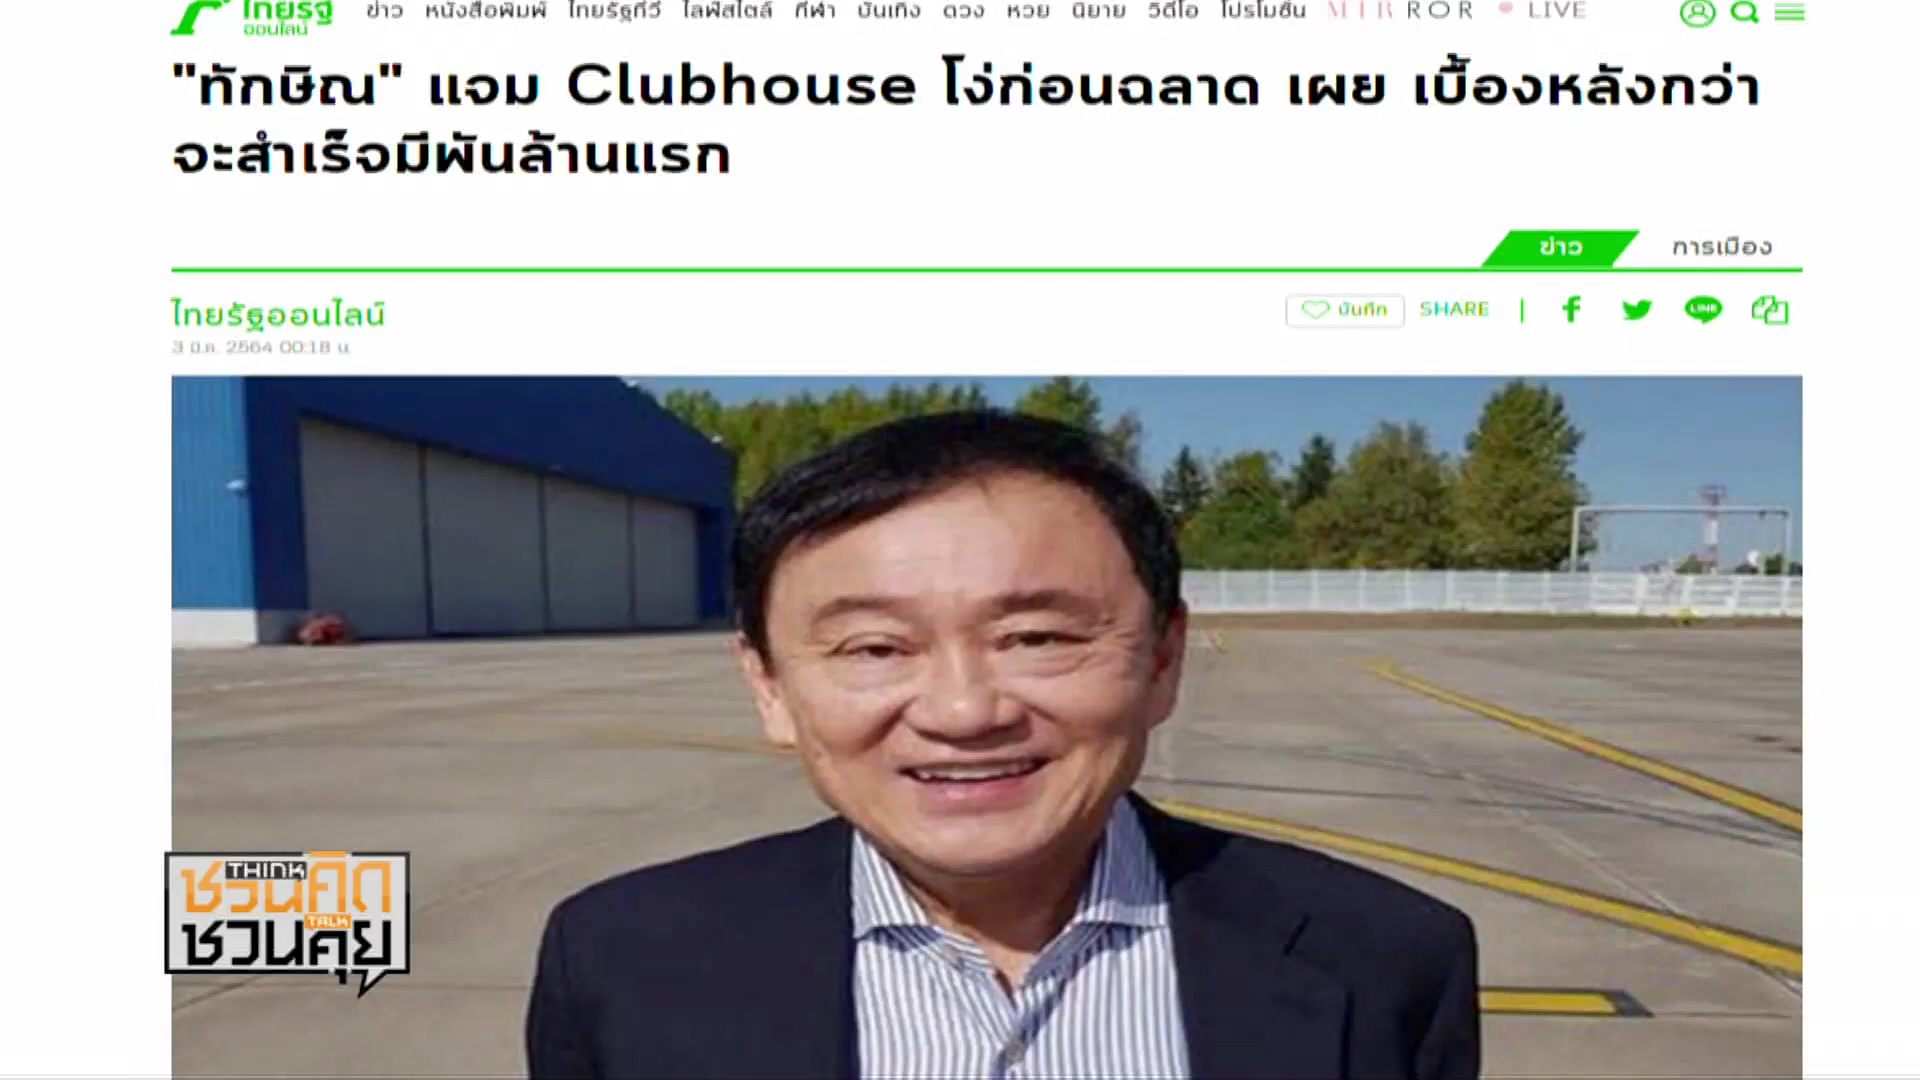 ไทยรัฐ
ออนไลน์
ข่าว หนังสือพิมพ์ ไทยรัฐทีวี ไลฟ์สไตล์ กีฬา บันเทิง ดวง หวย นิยาย วิดีโอ โปรโมชั่น MIRROR LIVE
"ทักษิณ" แจม Clubhouse โง่ก่อนฉลาด เผย เบื้องหลังกว่า
จะสำเร็จมีพันล้านแรก
ข่าว การเมือง
ไทยรัฐออนไลน์
บันทึก SHARE
LINE
3 มี.ค. 2564 00:18 น.
THINK
ชวนคิด
TALK
ชวนคุย